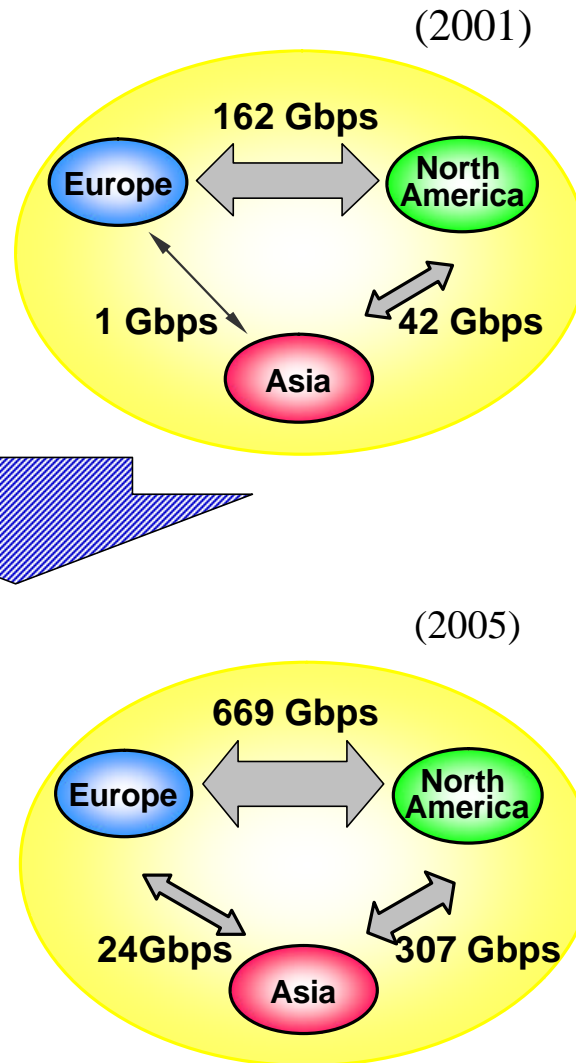 (2001)
162 Gbps
Europe
North
America
1 Gbps
42 Gbps
Asia
(2005)
669 Gbps
Europe
North
America
24Gbps
307 Gbps
Asia